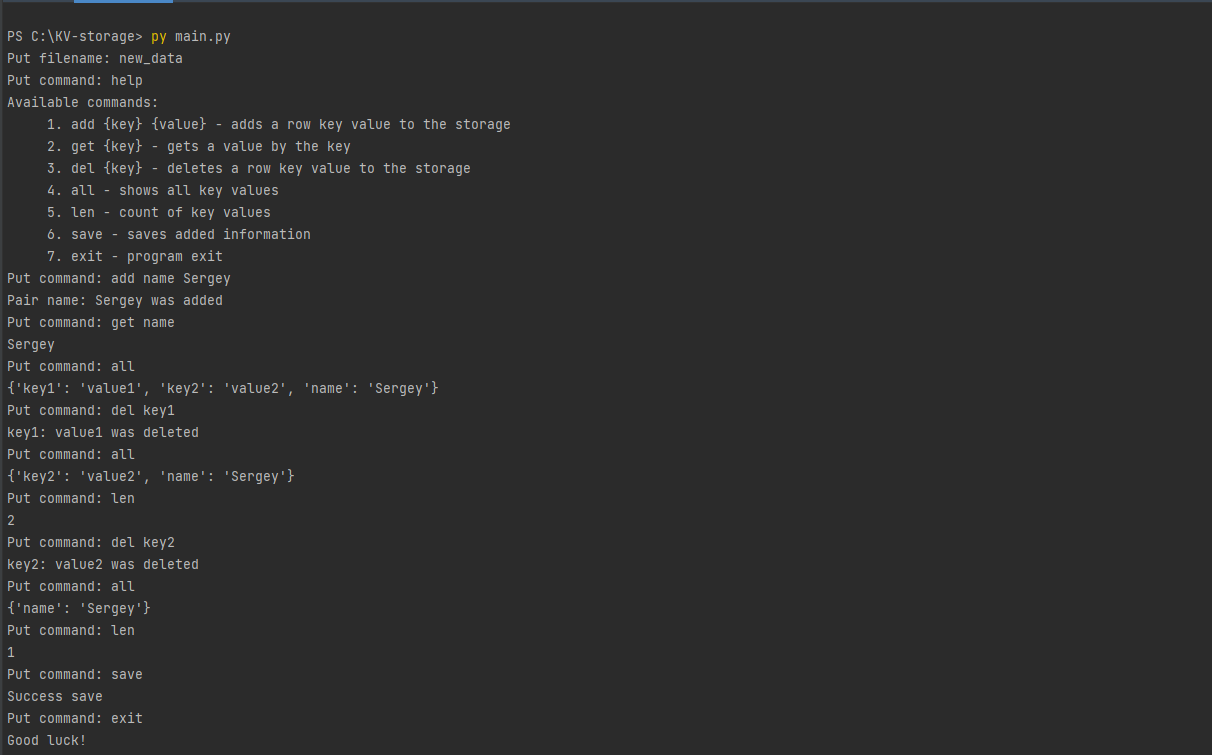 PS C:\KV-storage> py main.py
Put filename: new_data
Put command: help
Available commands:
1. add {key} {value} - adds a row key value to the storage
2. get {key} - gets a value by the key
3. del {key} - deletes a row key value to the storage
4. all - shows all key values
5. len - count of key values
6. save - saves added information
7. exit - program exit
Put command: add name Sergey
Pair name: Sergey was added
Put command: get name
Sergey
Put command: all
{'key1': 'value1', 'key2': 'value2', 'name': 'Sergey'}
Put command: del key1
key1: value1 was deleted
Put command: all
{'key2': 'value2', 'name': 'Sergey'}
Put command: len
2
Put command: del key2
key2: value2 was deleted
Put command: all
{'name': 'Sergey'}
Put command: len
1
Put command: save
Success save
Put command: exit
Good luck!